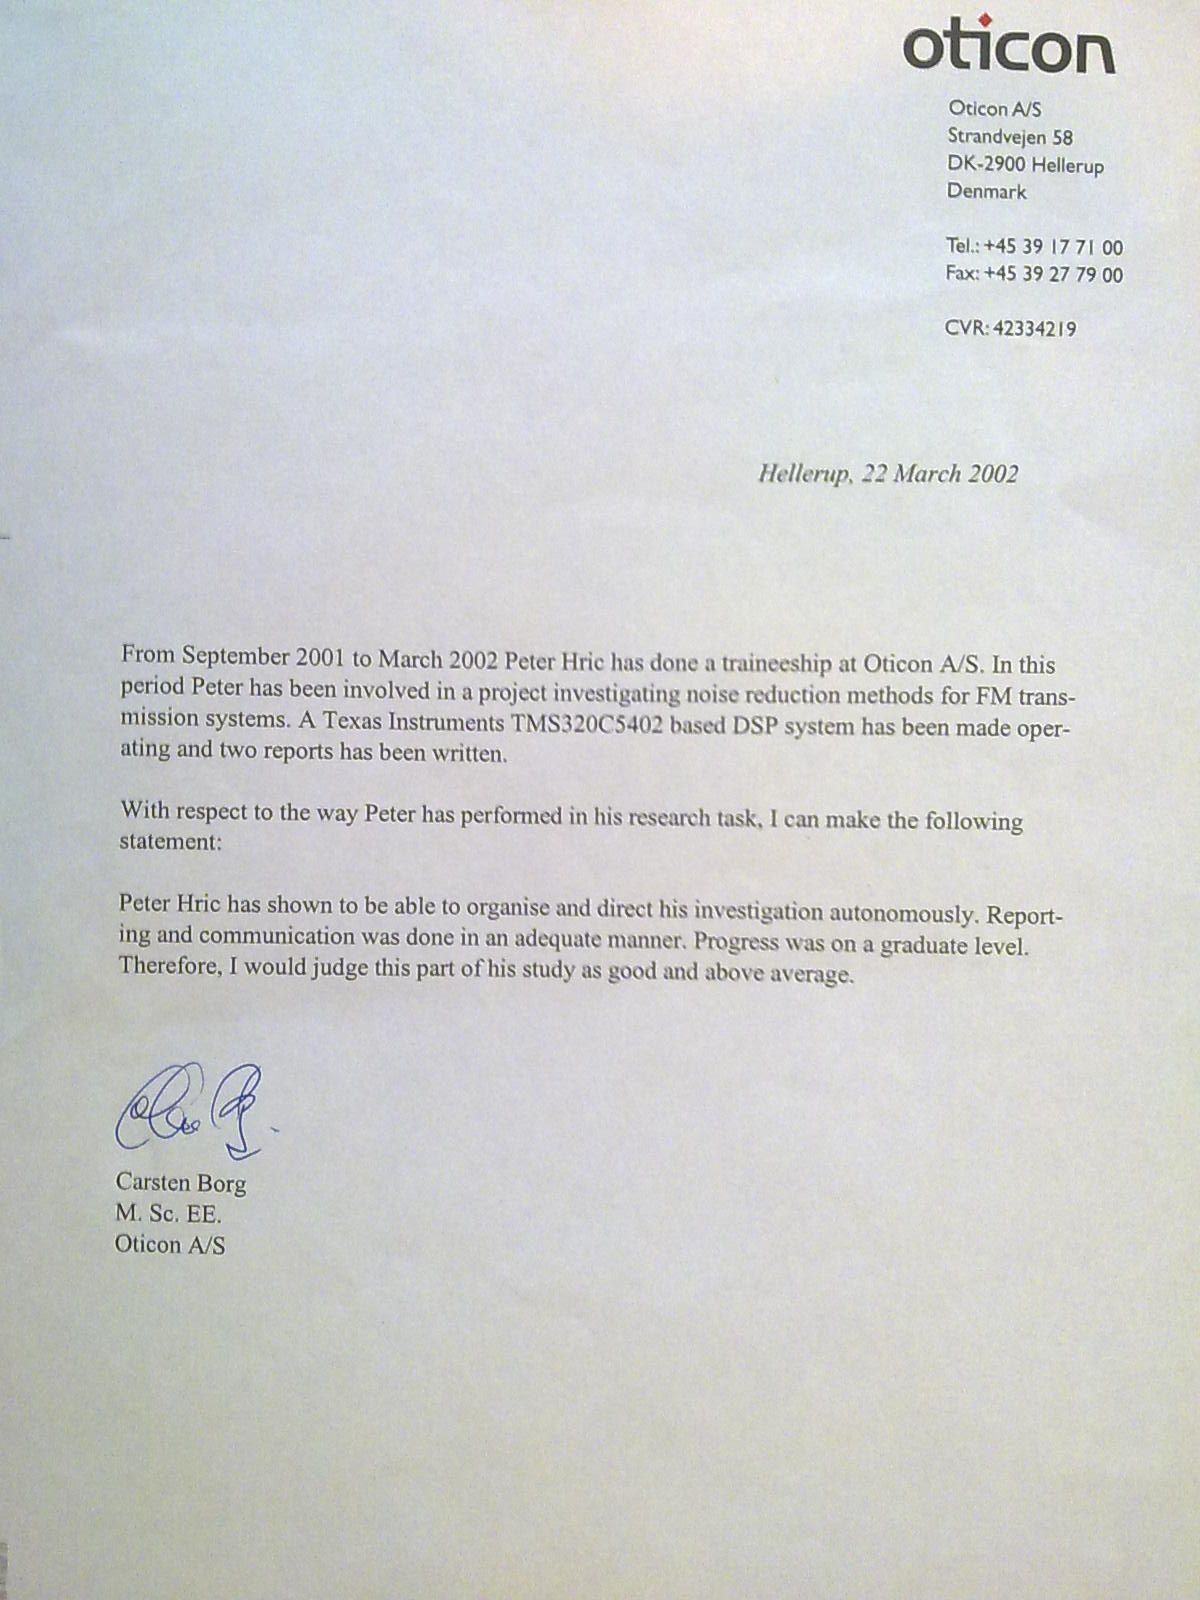 oticon
Oticon A/S
Strandvejen 58
DK-2900 Hellerup
Denmark
Tel.: +45 39 17 71 00
Fax: +45 39 27 79 00
CVR: 42334219
Hellerup, 22 March 2002
From September 2001 to March 2002 Peter Hric has done a traineeship at Oticon A/S. In this
period Peter has been involved in a project investigating noise reduction methods for FM trans-
mission systems. A Texas Instruments TMS320C5402 based DSP system has been made oper-
ating and two reports has been written.
With respect to the way Peter has performed in his research task, I can make the following
statement:
Peter Hric has shown to be able to organise and direct his investigation autonomously. Report-
ing and communication was done in an adequate manner. Progress was on a graduate level.
Therefore, I would judge this part of his study as good and above average.
Carsten Borg
M. Sc. EE.
Oticon A/S